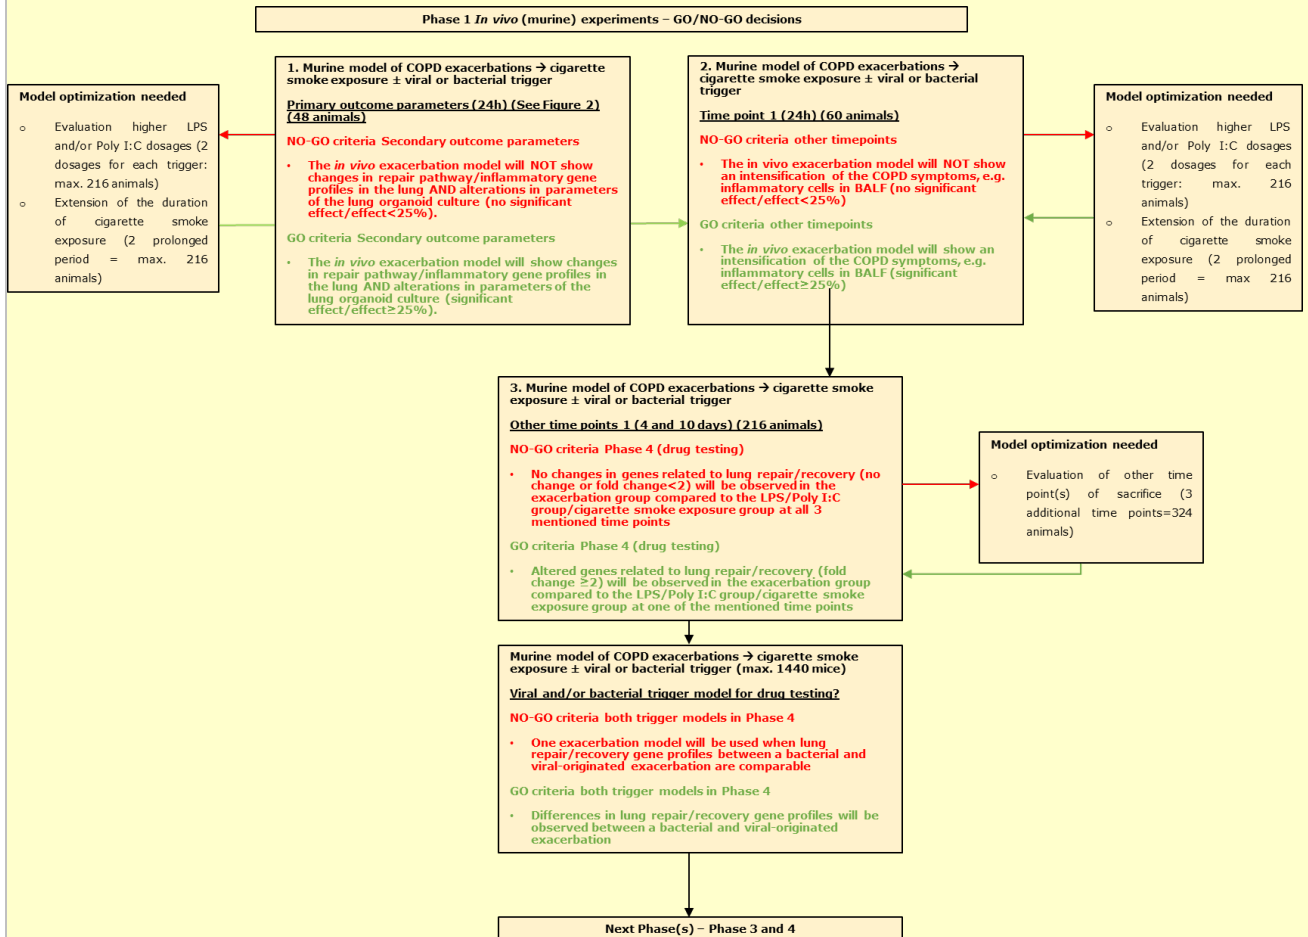 Phase 1 In vivo (murine) experiments – GO/NO-GO decisions
Model optimization needed
o Evaluation higher LPS
and/or Poly I:C dosages (2
dosages for each trigger:
max. 216 animals)
o Extension of the duration
of cigarette smoke
exposure (2 prolonged
period = max. 216
animals)
1. Murine model of COPD exacerbations → cigarette
smoke exposure ± viral or bacterial trigger
Primary outcome parameters (24h) (See Figure 2)
(48 animals)
NO-GO criteria Secondary outcome parameters
• The in vivo exacerbation model will NOT show
changes in repair pathway/inflammatory gene
profiles in the lung AND alterations in parameters
of the lung organoid culture (no significant
effect/effect<25%).
GO criteria Secondary outcome parameters
• The in vivo exacerbation model will show changes
in repair pathway/inflammatory gene profiles in
the lung AND alterations in parameters of the
lung organoid culture (significant
effect/effect≥25%).
2. Murine model of COPD exacerbations →
cigarette smoke exposure ± viral or bacterial
trigger
Time point 1 (24h) (60 animals)
NO-GO criteria other timepoints
• The in vivo exacerbation model will NOT show
an intensification of the COPD symptoms, e.g.
inflammatory cells in BALF (no significant
effect/effect<25%)
GO criteria other timepoints
• The in vivo exacerbation model will show an
intensification of the COPD symptoms, e.g.
inflammatory cells in BALF (significant
effect/effect≥25%)
Model optimization needed
o Evaluation higher LPS
and/or Poly I:C dosages
(2 dosages for each
trigger: max. 216
animals)
o Extension of the duration
of cigarette smoke
exposure (2 prolonged
period = max 216
animals)
3. Murine model of COPD exacerbations → cigarette smoke
exposure ± viral or bacterial trigger
Other time points 1 (4 and 10 days) (216 animals)
NO-GO criteria Phase 4 (drug testing)
• No changes in genes related to lung repair/recovery (no
change or fold change<2) will be observed in the
exacerbation group compared to the LPS/Poly I:C
group/cigarette smoke exposure group at all 3
mentioned time points
GO criteria Phase 4 (drug testing)
• Altered genes related to lung repair/recovery (fold
change ≥2) will be observed in the exacerbation group
compared to the LPS/Poly I:C group/cigarette smoke
exposure group at one of the mentioned time points
Model optimization needed
o Evaluation of other time
point(s) of sacrifice (3
additional time points=324
animals)
Murine model of COPD exacerbations → cigarette smoke
exposure ± viral or bacterial trigger (max. 1440 mice)
Viral and/or bacterial trigger model for drug testing?
NO-GO criteria both trigger models in Phase 4
• One exacerbation model will be used when lung
repair/recovery gene profiles between a bacterial and
viral-originated exacerbation are comparable
GO criteria both trigger models in Phase 4
• Differences in lung repair/recovery gene profiles will be
observed between a bacterial and viral-originated
exacerbation
Next Phase(s) – Phase 3 and 4